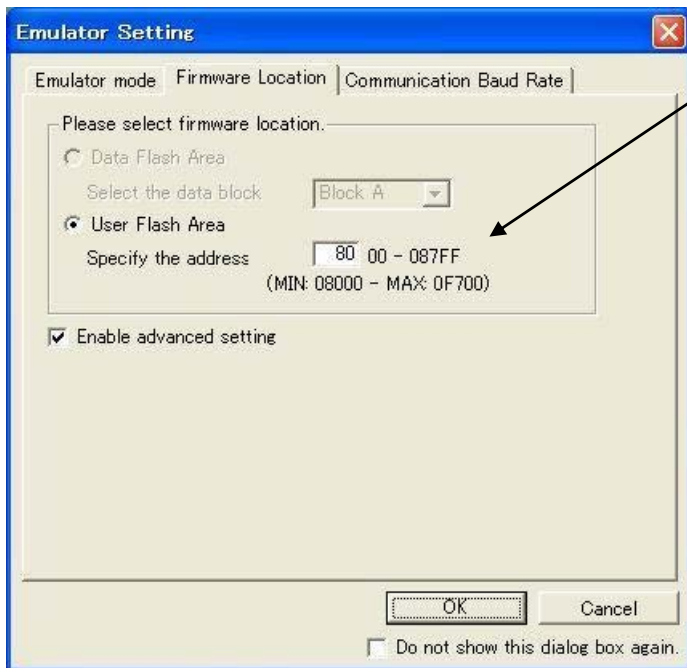 Emulator Setting
Emulator mode Firmware Location Communication Baud Rate
Please select firmware location.
Data Flash Area
Select the data block Block A
User Flash Area
Specify the address 80 00 - 087FF
(MIN: 08000 - MAX: 0F700)
Enable advanced setting
OK Cancel
Do not show this dialog box again.